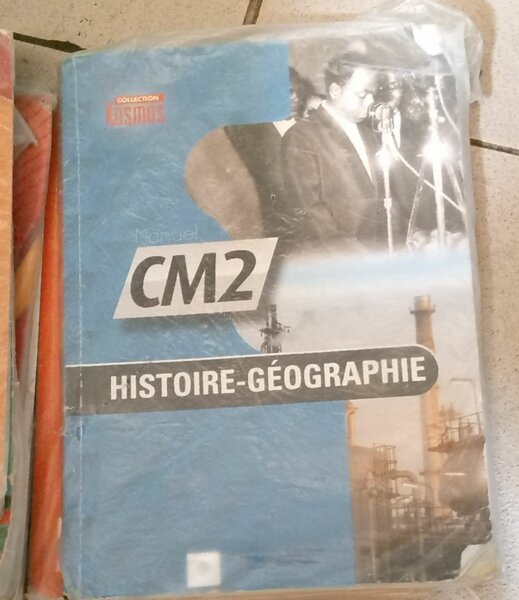 COLLECTION
KOSMOS
Manuel
CM2
HISTOIRE-GÉOGRAPHIE